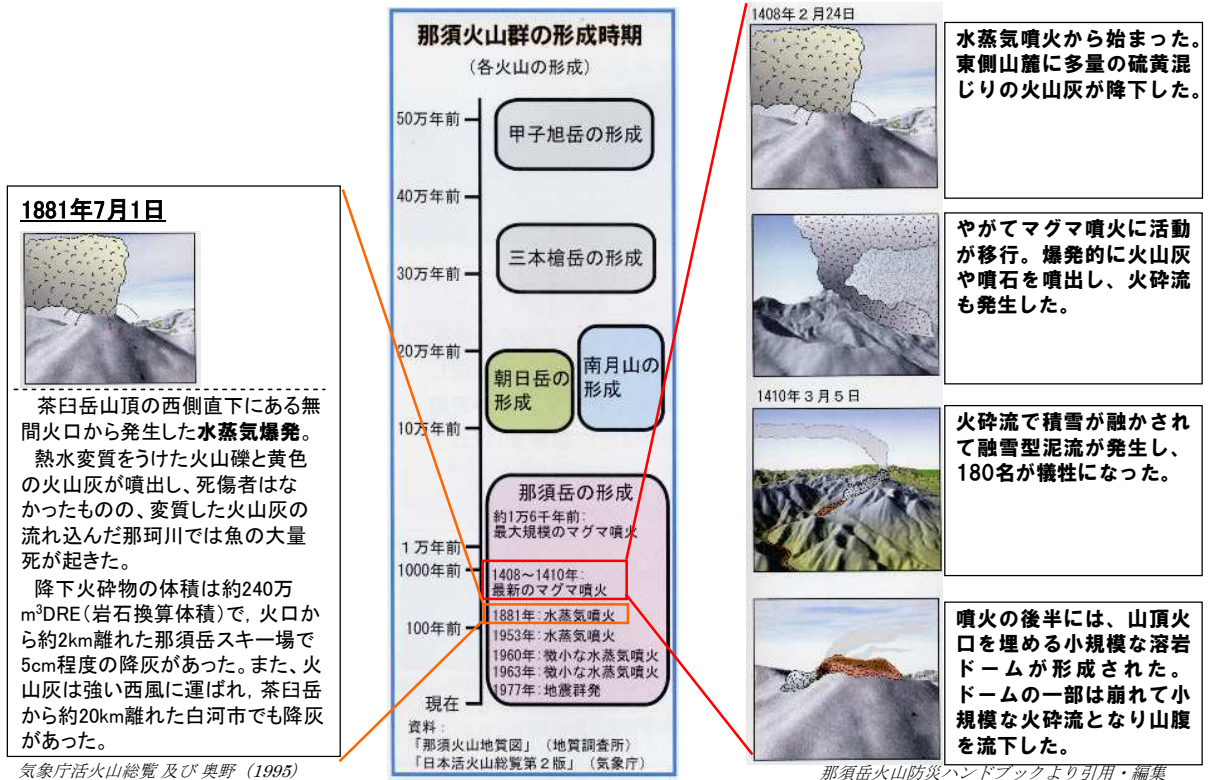 1881年7月1日
茶臼岳山頂の西側直下にある無
間火口から発生した水蒸気爆発。
熱水変質をうけた火山礫と黄色
の火山灰が噴出し、死傷者はな
かったものの、変質した火山灰の
流れ込んだ那珂川では魚の大量
死が起きた。
降下火砕物の体積は約240万
m³DRE(岩石換算体積)で, 火口か
ら約2km離れた那須岳スキー場で
5cm程度の降灰があった。また、火
山灰は強い西風に運ばれ, 茶臼岳
から約20km離れた白河市でも降灰
があった。
気象庁活火山総覧 及び 奥野 (1995)
那須火山群の形成時期
(各火山の形成)
50万年前
甲子旭岳の形成
40万年前
三本槍岳の形成
30万年前
20万年前
朝日岳の
形成
南月山の
形成
10万年前
那須岳の形成
約1万6千年前:
最大規模のマグマ噴火
1万年前
1000年前
1408〜1410年:
最新のマグマ噴火
1881年:水蒸気噴火
100年前
1953年:水蒸気噴火
1960年:微小な水蒸気噴火
1963年:微小な水蒸気噴火
1977年:地震群発
現在
資料:
「那須火山地質図」(地質調査所)
「日本活火山総覧第2版」(気象庁)
1408年2月24日
水蒸気噴火から始まった。
東側山麓に多量の硫黄混
じりの火山灰が降下した。
やがてマグマ噴火に活動
が移行。爆発的に火山灰
や噴石を噴出し、火砕流
も発生した。
1410年3月5日
火砕流で積雪が融かされ
て融雪型泥流が発生し、
180名が犠牲になった。
噴火の後半には、山頂火
口を埋める小規模な溶岩
ドームが形成された。
ドームの一部は崩れて小
規模な火砕流となり山腹
を流下した。
那須岳火山防災ハンドブックより引用・編集